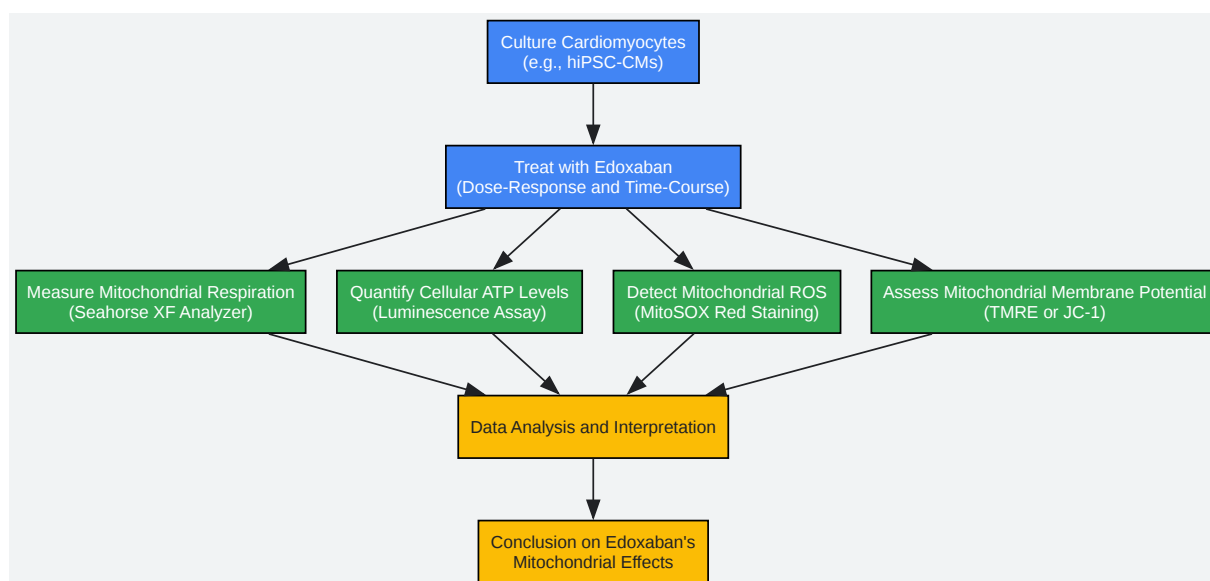 Culture Cardiomyocytes
(e.g., hiPSC-CMs)
Treat with Edoxaban
(Dose-Response and Time-Course)
Measure Mitochondrial Respiration
(Seahorse XF Analyzer)
Quantify Cellular ATP Levels
(Luminescence Assay)
Detect Mitochondrial ROS
(MitoSOX Red Staining)
Assess Mitochondrial Membrane Potential
(TMRE or JC-1)
Data Analysis and Interpretation
Conclusion on Edoxaban's
Mitochondrial Effects